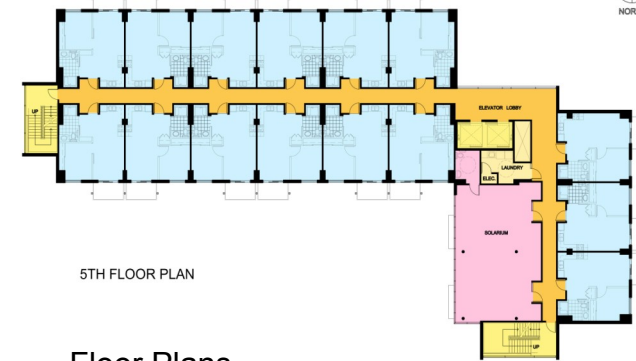 NOR
UP
ELEVATOR LOBBY
LAUNDRY
ELEC.
SOLARIUM
5TH FLOOR PLAN
UP
Floor Plans